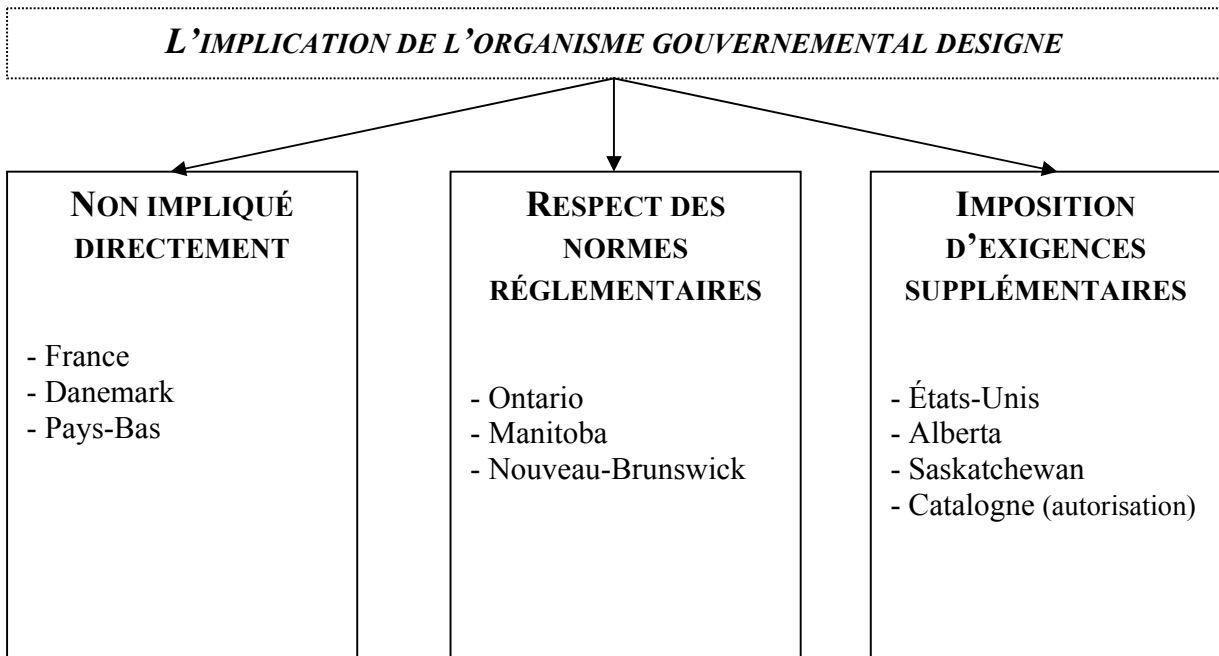 L’IMPLICATION DE L’ORGANISME GOUVERNEMENTAL DESIGNE
NON IMPLIQUÉ
DIRECTEMENT
- France
- Danemark
- Pays-Bas
RESPECT DES
NORMES
RÉGLEMENTAIRES
- Ontario
- Manitoba
- Nouveau-Brunswick
IMPOSITION
D’EXIGENCES
SUPPLÉMENTAIRES
- États-Unis
- Alberta
- Saskatchewan
- Catalogne (autorisation)